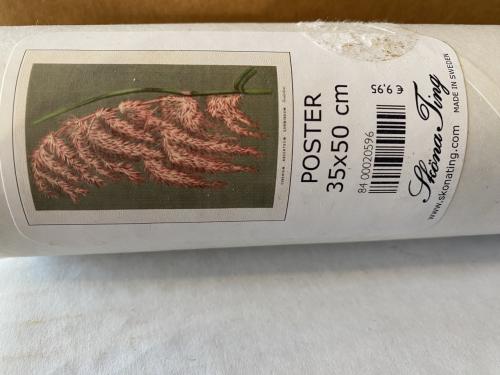 POSTER
35x50 cm
84 00020596
€ 9,95
Sköna Ting
www.skonating.com
MADE IN SWEDEN